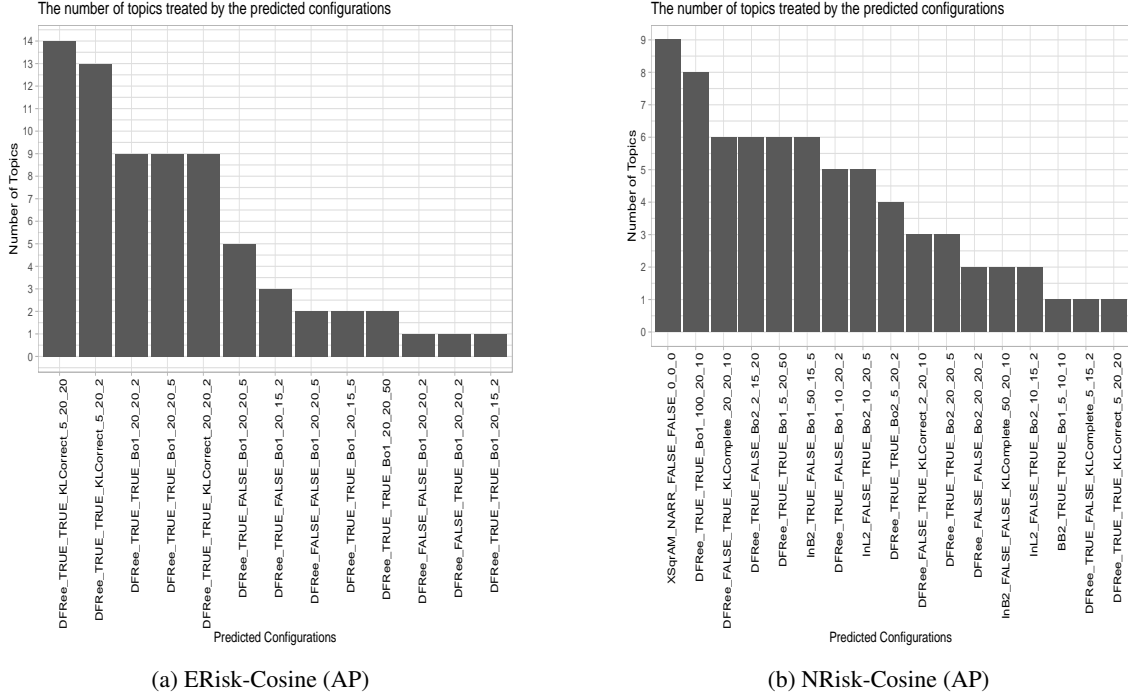 The number of topics treated by the predicted configurations
14
13
12
11
10
9
8
7
6
5
4
3
2
1
0
Number of Topics
DFRee_TRUE_TRUE_KLCorrect_5_20_20
DFRee_TRUE_TRUE_KLCorrect_5_20_2
DFRee_TRUE_TRUE_Bo1_20_20_2
DFRee_TRUE_TRUE_Bo1_20_20_5
DFRee_TRUE_TRUE_KLCorrect_20_20_2
DFRee_TRUE_FALSE_Bo1_20_20_5
DFRee_TRUE_FALSE_Bo1_20_15_2
DFRee_FALSE_FALSE_Bo1_20_20_5
DFRee_TRUE_TRUE_Bo1_20_15_5
DFRee_TRUE_TRUE_Bo1_20_20_50
DFRee_FALSE_FALSE_Bo1_20_20_2
DFRee_FALSE_TRUE_Bo1_20_20_2
DFRee_TRUE_TRUE_Bo1_20_15_2
Predicted Configurations
(a) ERisk-Cosine (AP)
The number of topics treated by the predicted configurations
9
8
7
6
5
4
3
2
1
0
Number of Topics
XSqrAM_NARR_FALSE_FALSE_0_0_0
DFRee_TRUE_TRUE_Bo1_100_20_10
DFRee_FALSE_TRUE_KLComplete_20_20_10
DFRee_TRUE_FALSE_Bo2_2_15_20
DFRee_TRUE_TRUE_Bo1_5_20_50
InB2_TRUE_FALSE_Bo1_50_15_5
DFRee_TRUE_FALSE_Bo1_10_20_2
InL2_FALSE_TRUE_Bo2_10_20_5
DFRee_TRUE_TRUE_Bo2_5_20_2
DFRee_FALSE_TRUE_KLCorrect_2_20_10
DFRee_TRUE_TRUE_Bo2_20_20_5
DFRee_FALSE_FALSE_Bo2_20_20_2
InB2_FALSE_FALSE_KLComplete_50_20_10
InL2_FALSE_TRUE_Bo2_10_15_2
BB2_TRUE_TRUE_Bo1_5_10_10
DFRee_TRUE_FALSE_KLComplete_5_15_2
DFRee_TRUE_TRUE_KLCorrect_5_20_20
Predicted Configurations
(b) NRisk-Cosine (AP)